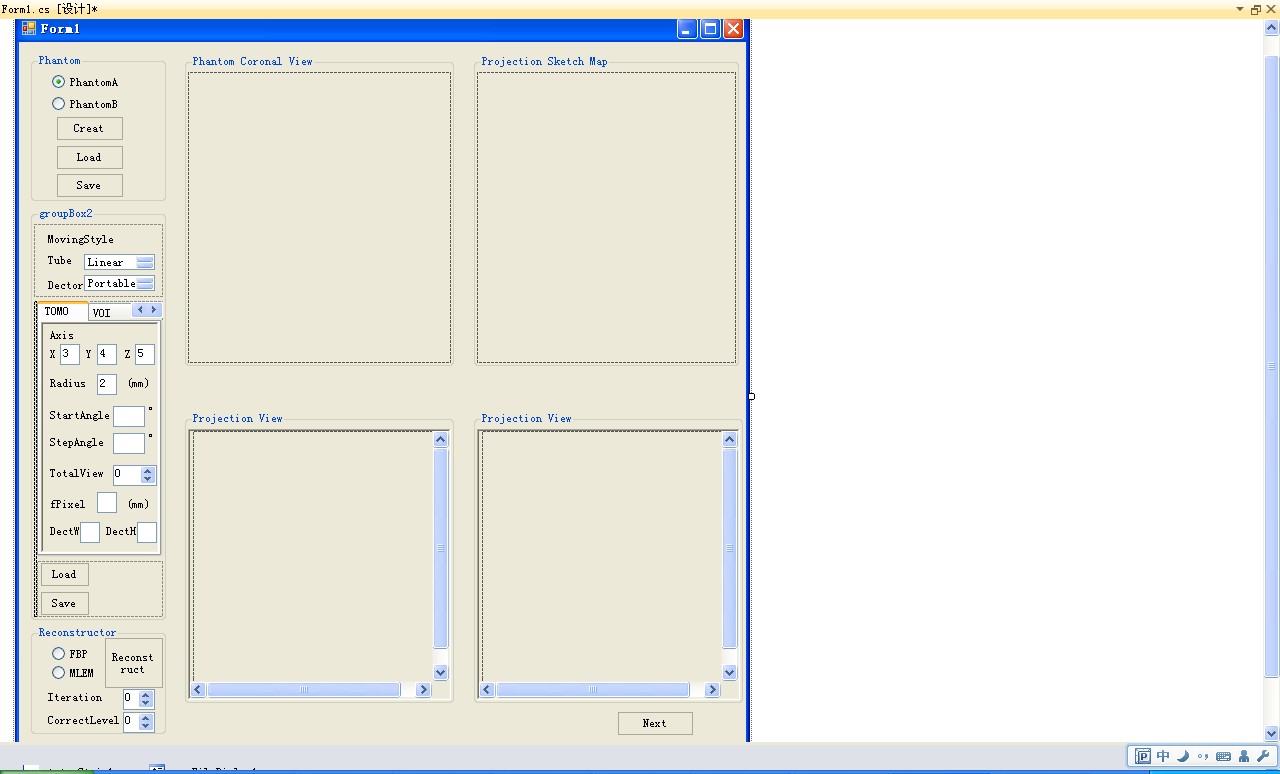 Form1.cs [设计]*
Form1
Phantom
PhantomA
PhantomB
Creat
Load
Save
Phantom Coronal View
Projection Sketch Map
groupBox2
MovingStyle
Tube Linear
Dector Portable
TOMO VOI
Axis
X 3 Y 4 Z 5
Radius 2 (mm)
StartAngle °
StepAngle °
TotalView 0
fPixel (mm)
DectW DectH
Load
Save
Projection View
Projection View
Reconstructor
FBP
MLEM
Reconst
ruct
Iteration 0
CorrectLevel 0
Next
中